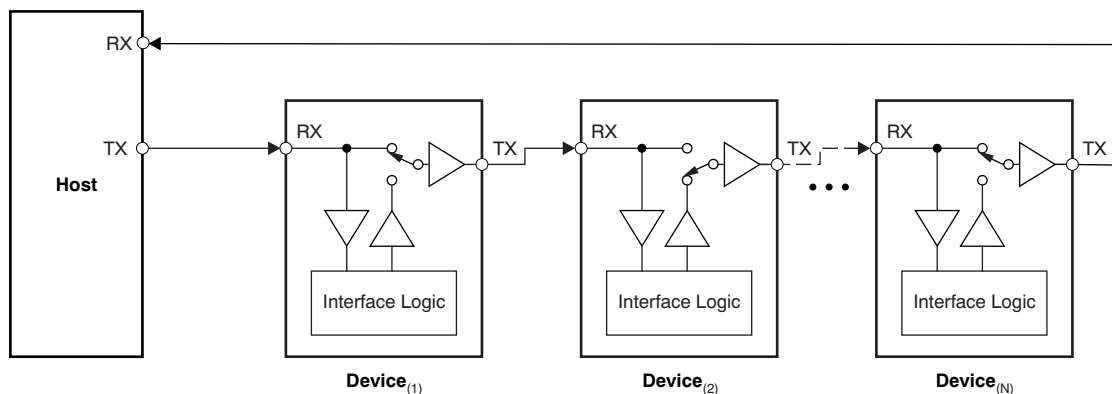 RX
TX
Host
RX
TX
Interface Logic
Device(1)
RX
TX
Interface Logic
Device(2)
RX
TX
Interface Logic
Device(N)